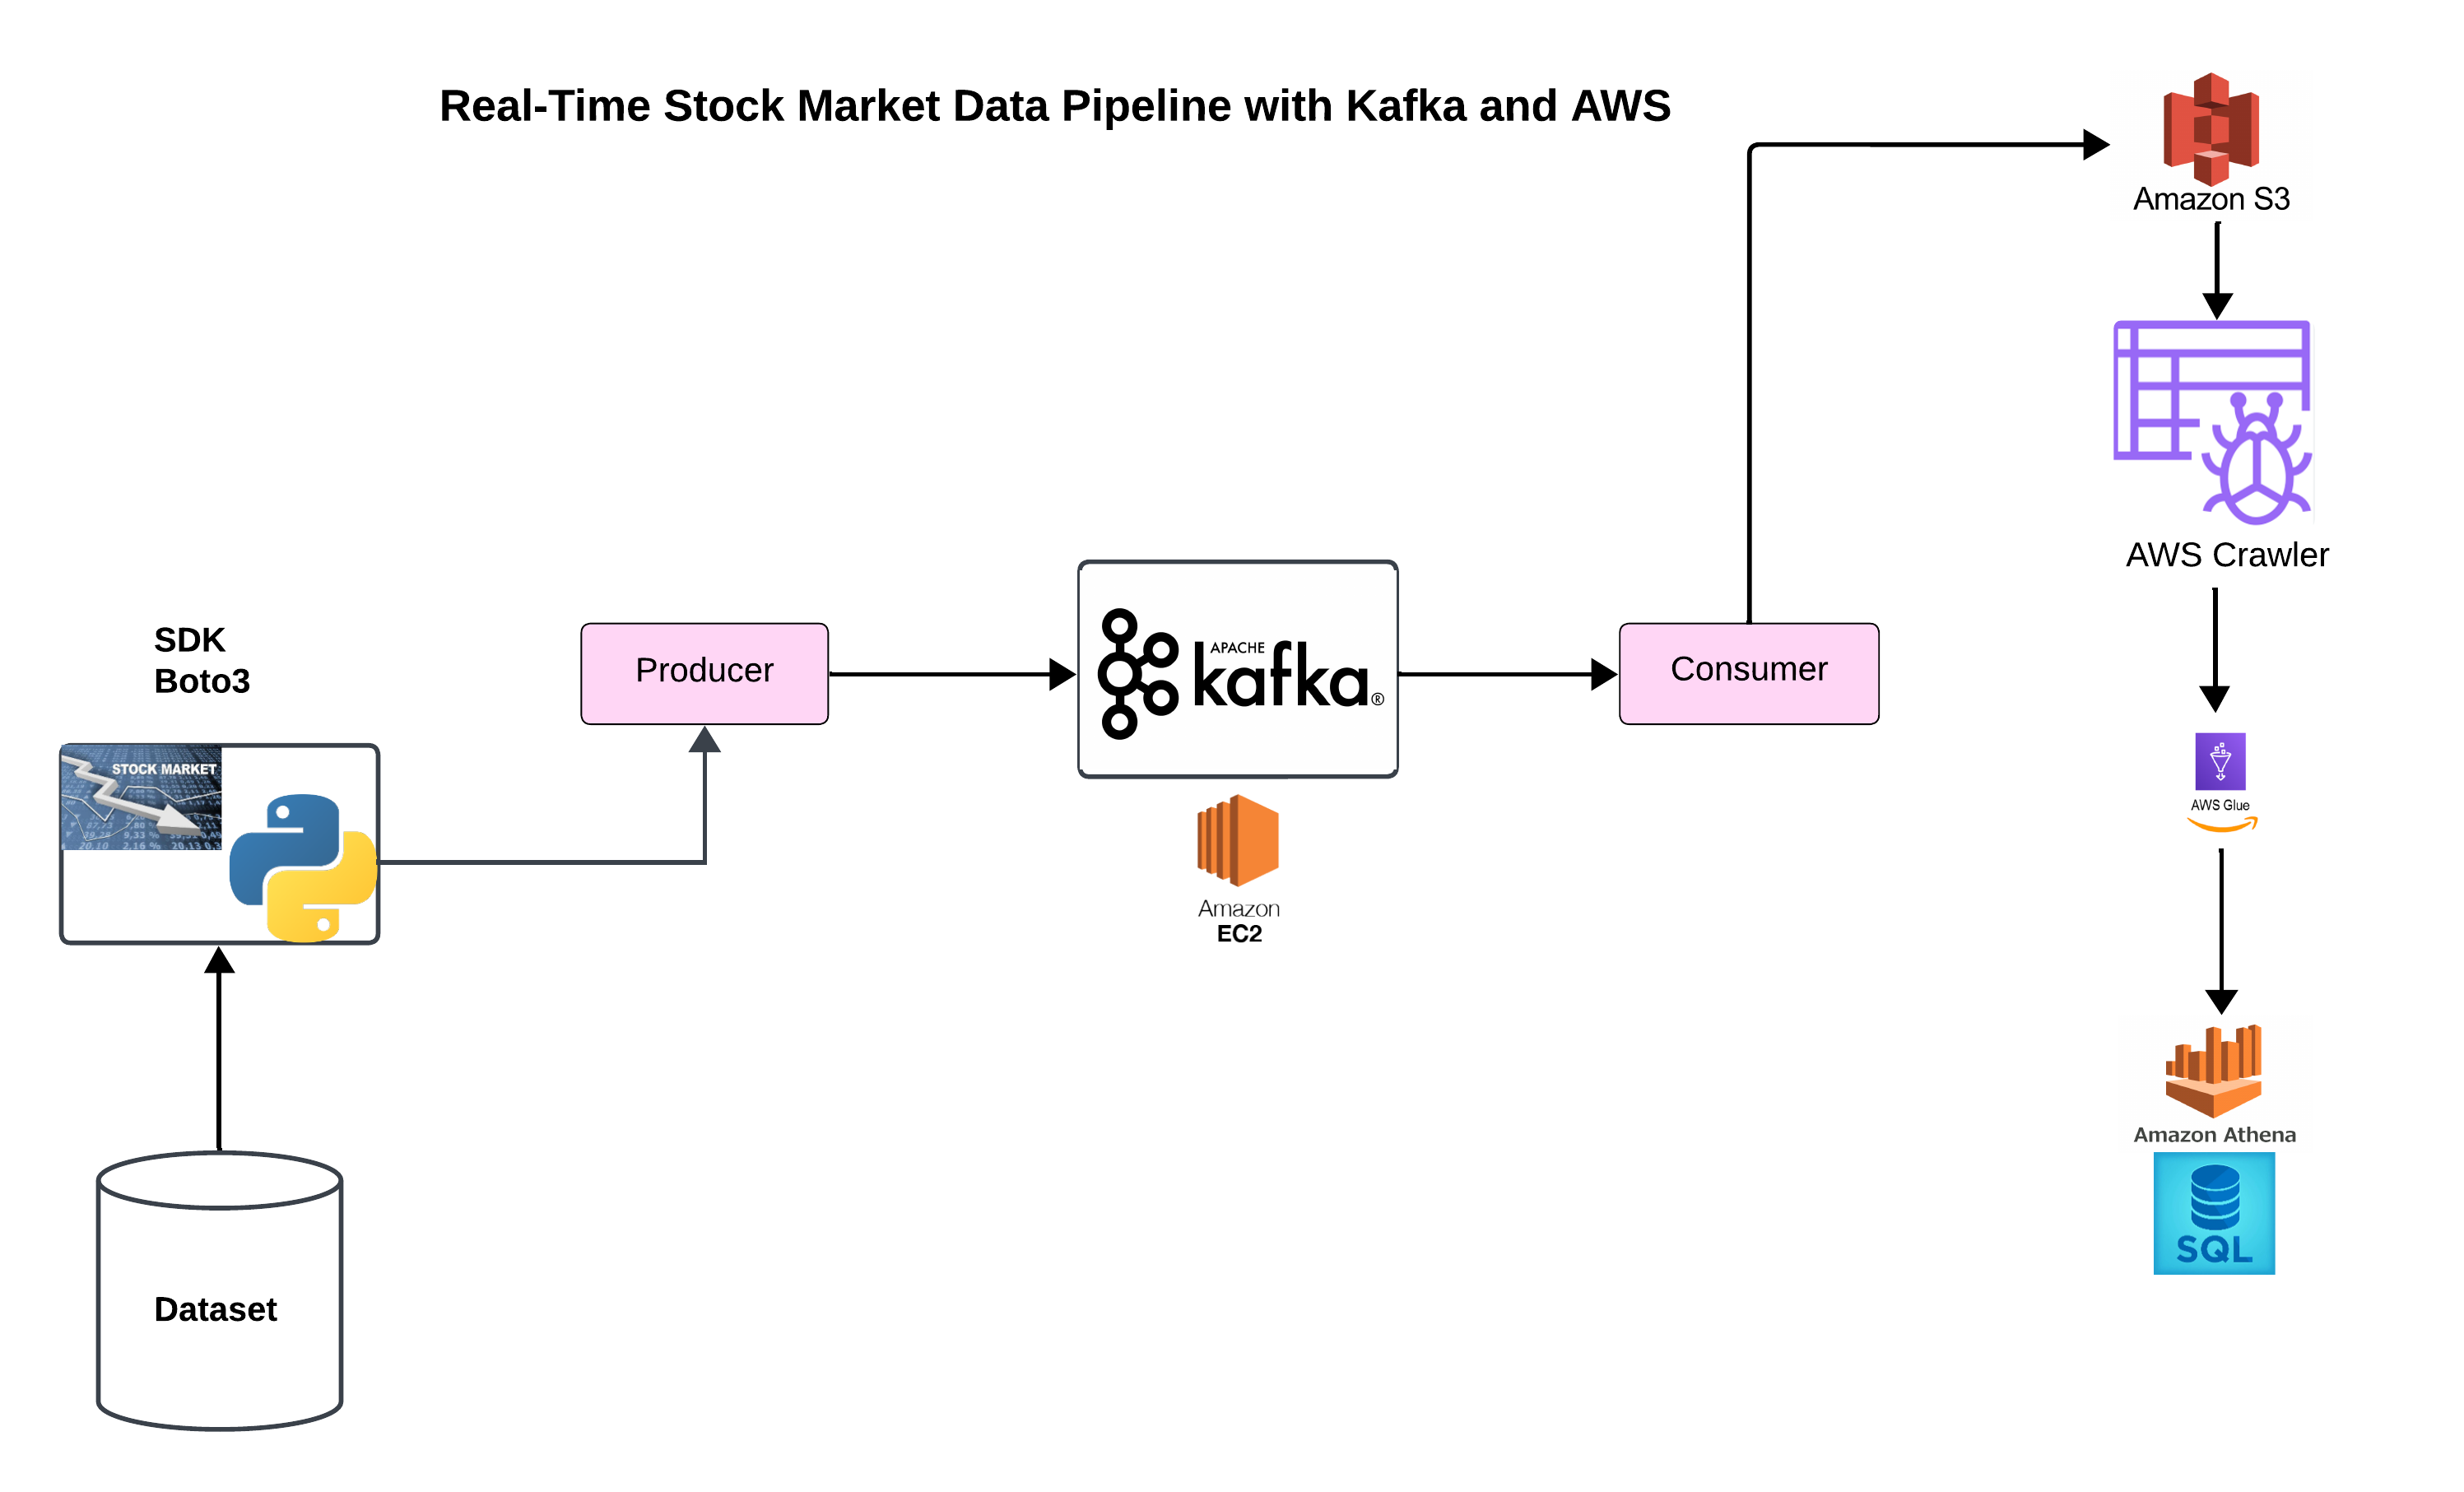 Real-Time Stock Market Data Pipeline with Kafka and AWS
Amazon S3
AWS Crawler
SDK
Boto3
Producer
APACHE
kafka®
Consumer
STOCK MARKET
AWS Glue
Amazon
EC2
Amazon Athena
SQL
Dataset